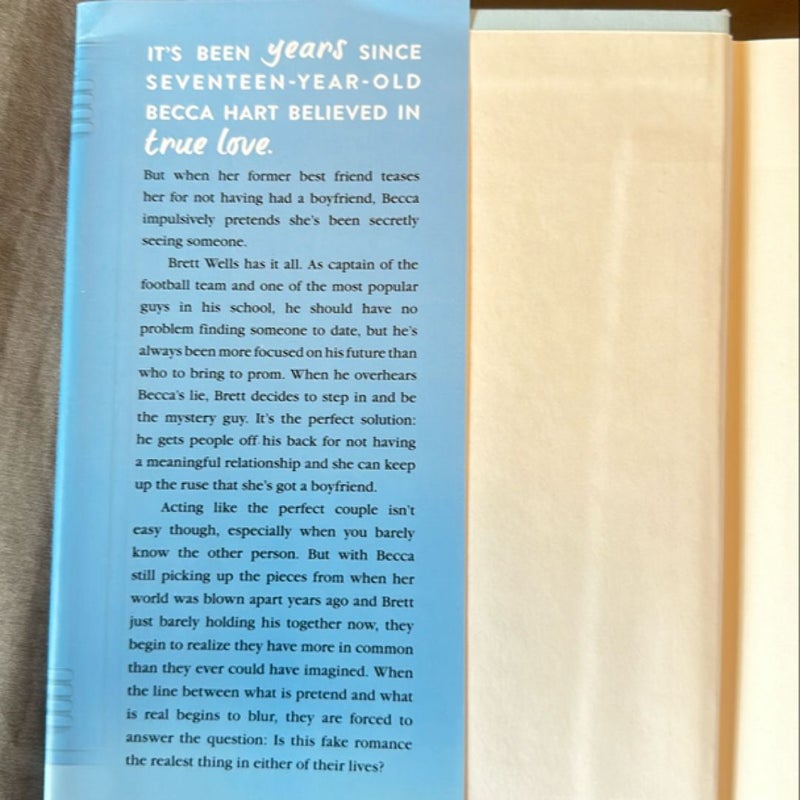 IT'S BEEN years SINCE
SEVENTEEN-YEAR-OLD
BECCA HART BELIEVED IN
true love.
But when her former best friend teases
her for not having had a boyfriend, Becca
impulsively pretends she's been secretly
seeing someone.
Brett Wells has it all. As captain of the
football team and one of the most popular
guys in his school, he should have no
problem finding someone to date, but he's
always been more focused on his future than
who to bring to prom. When he overhears
Becca's lie, Brett decides to step in and be
the mystery guy. It's the perfect solution:
he gets people off his back for not having
a meaningful relationship and she can keep
up the ruse that she's got a boyfriend.
Acting like the perfect couple isn't
easy though, especially when you barely
know the other person. But with Becca
still picking up the pieces from when her
world was blown apart years ago and Brett
just barely holding his together now, they
begin to realize they have more in common
than they ever could have imagined. When
the line between what is pretend and what
is real begins to blur, they are forced to
answer the question: Is this fake romance
the realest thing in either of their lives?